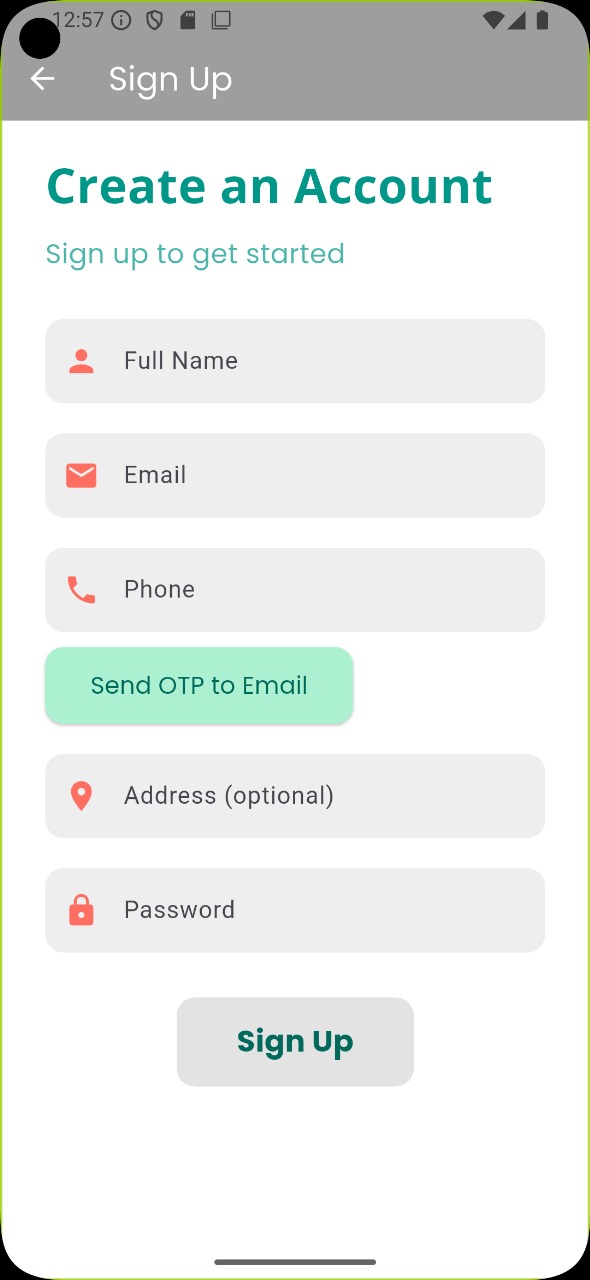 12:57
Sign Up
Create an Account
Sign up to get started
Full Name
Email
Phone
Send OTP to Email
Address (optional)
Password
Sign Up